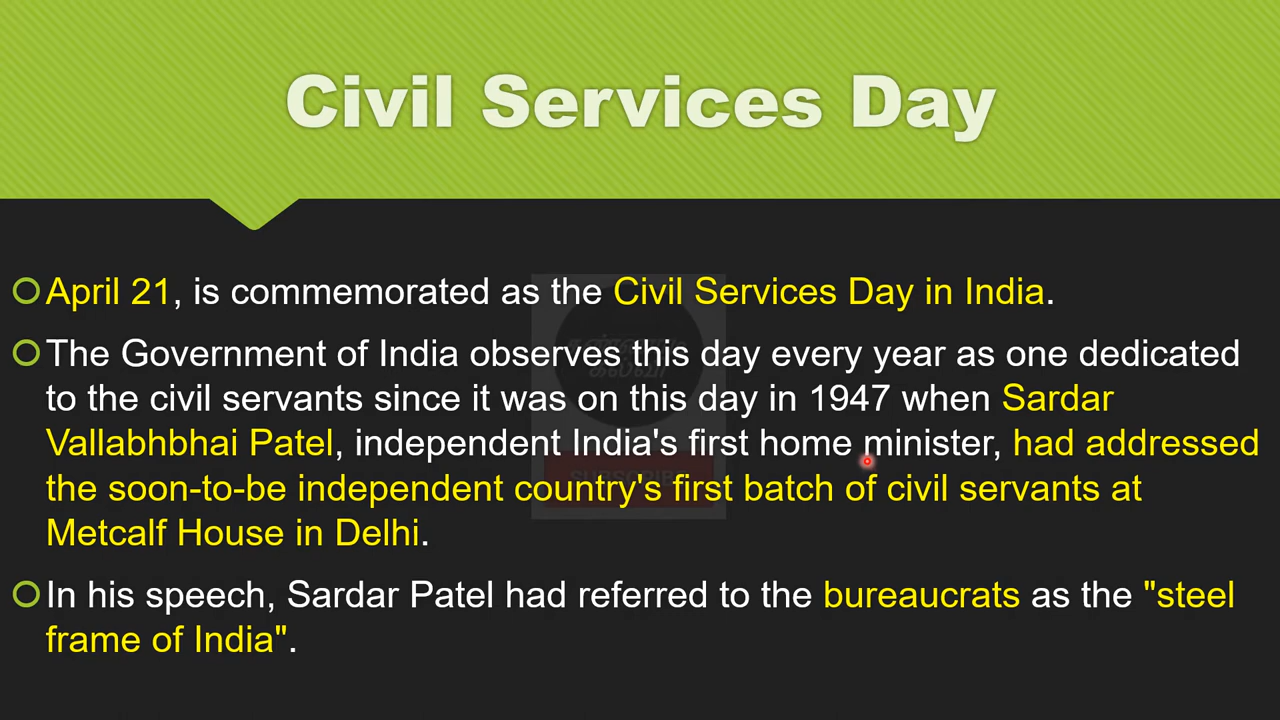 Civil Services Day
April 21, is commemorated as the Civil Services Day in India.
The Government of India observes this day every year as one dedicated
to the civil servants since it was on this day in 1947 when Sardar
Vallabhbhai Patel, independent India's first home minister, had addressed
the soon-to-be independent country's first batch of civil servants at
Metcalf House in Delhi.
In his speech, Sardar Patel had referred to the bureaucrats as the "steel
frame of India".
SUBSCRIBE